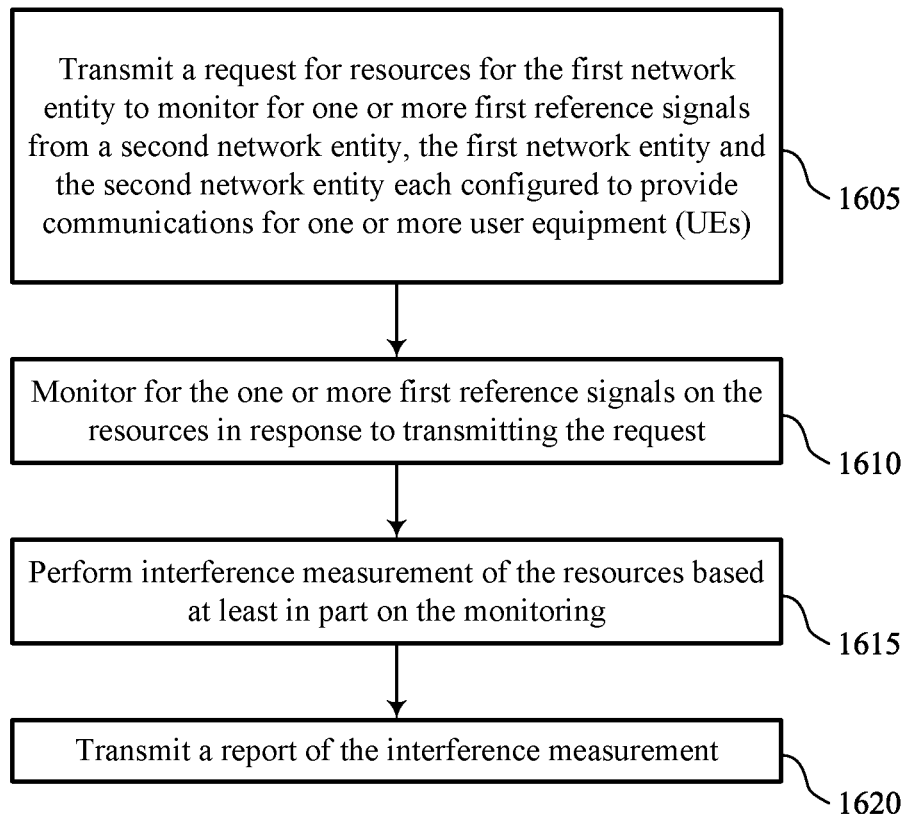 Transmit a request for resources for the first network
entity to monitor for one or more first reference signals
from a second network entity, the first network entity and
the second network entity each configured to provide
communications for one or more user equipment (UEs)
1605
Monitor for the one or more first reference signals on the
resources in response to transmitting the request
1610
Perform interference measurement of the resources based
at least in part on the monitoring
1615
Transmit a report of the interference measurement
1620